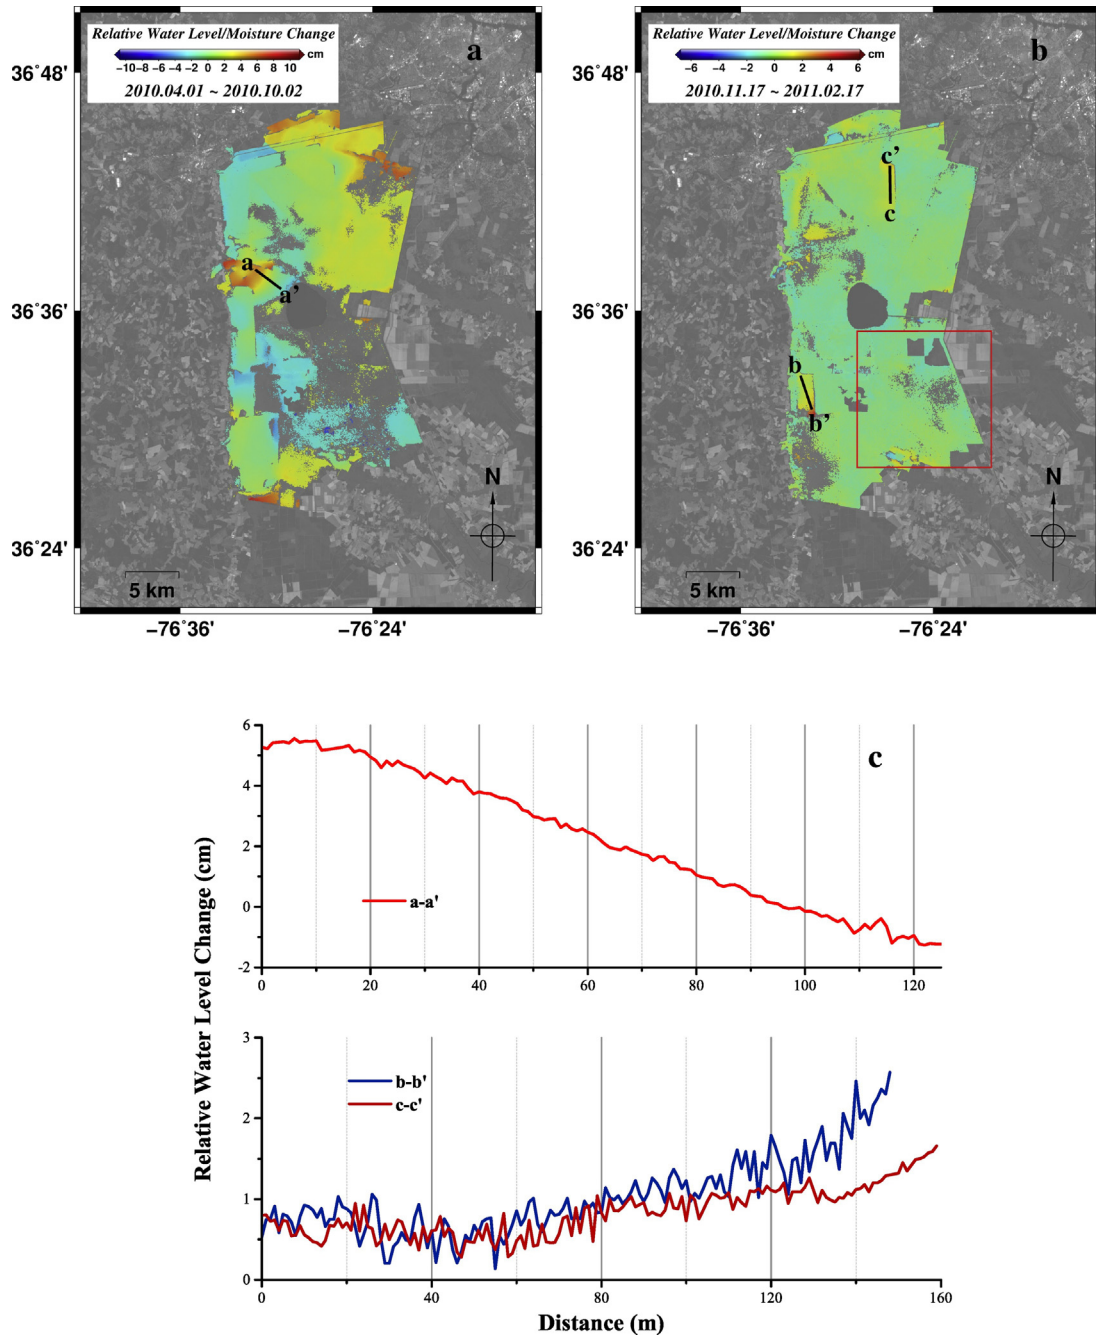 Relative Water Level/Moisture Change
cm
−10 −8 −6 −4 −2 0 2 4 6 8 10
2010.04.01 ~ 2010.10.02
a
36˚48'
36˚36'
36˚24'
a
a’
N
5 km
−76˚36'
−76˚24'
Relative Water Level/Moisture Change
cm
−6 −4 −2 0 2 4 6
2010.11.17 ~ 2011.02.17
b
36˚48'
36˚36'
36˚24'
c’
c
b
b’
N
5 km
−76˚36'
−76˚24'
Relative Water Level Change (cm)
6
4
2
0
-2
c
a-a'
0 20 40 60 80 100 120
3
2
1
0
b-b'
c-c'
0 40 80 120 160
Distance (m)